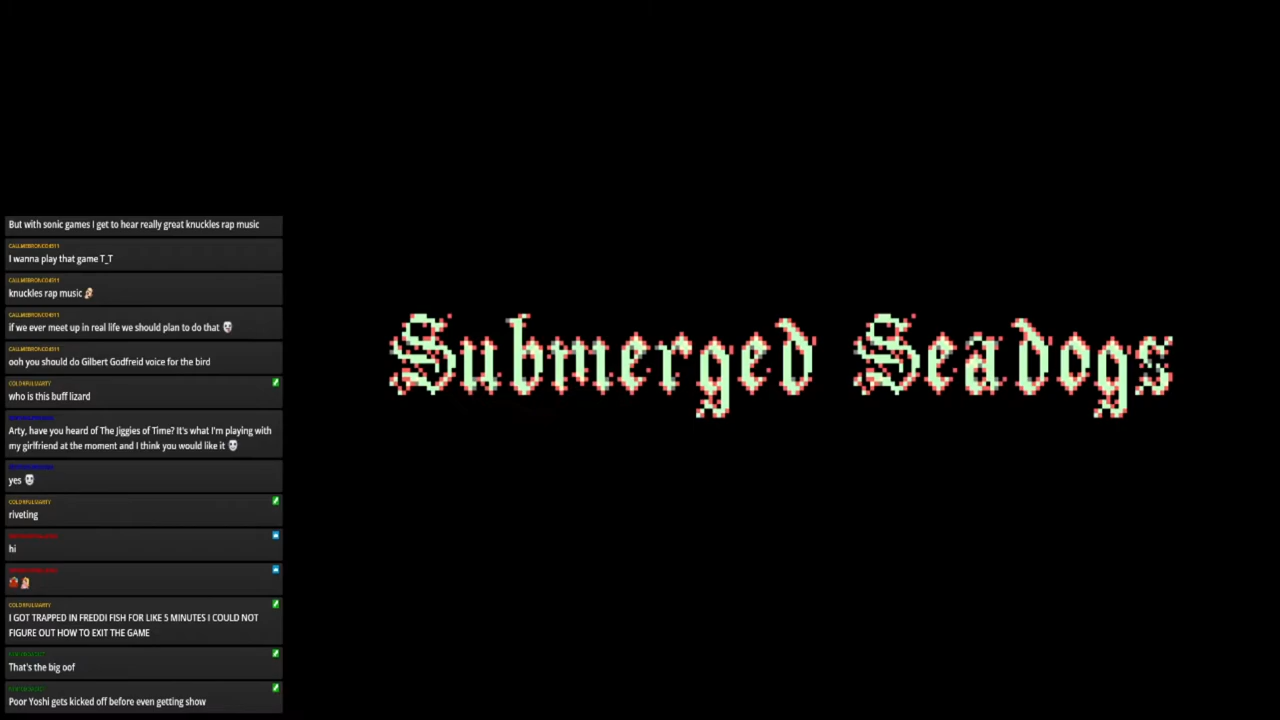 But with sonic games I get to hear really great knuckles rap music
I wanna play that game T_T
knuckles rap music
if we ever meet up in real life we should plan to do that
ooh you should do Gilbert Godfreid voice for the bird
COLORFULGARTY
who is this buff lizard
Arty, have you heard of The Jiggies of Time? It's what I'm playing with
my girlfriend at the moment and I think you would like it
yes
riveting
hi
I GOT TRAPPED IN FREDDI FISH FOR LIKE 5 MINUTES I COULD NOT
FIGURE OUT HOW TO EXIT THE GAME
That's the big oof
Poor Yoshi gets kicked off before even getting show
Submerged Seadogs